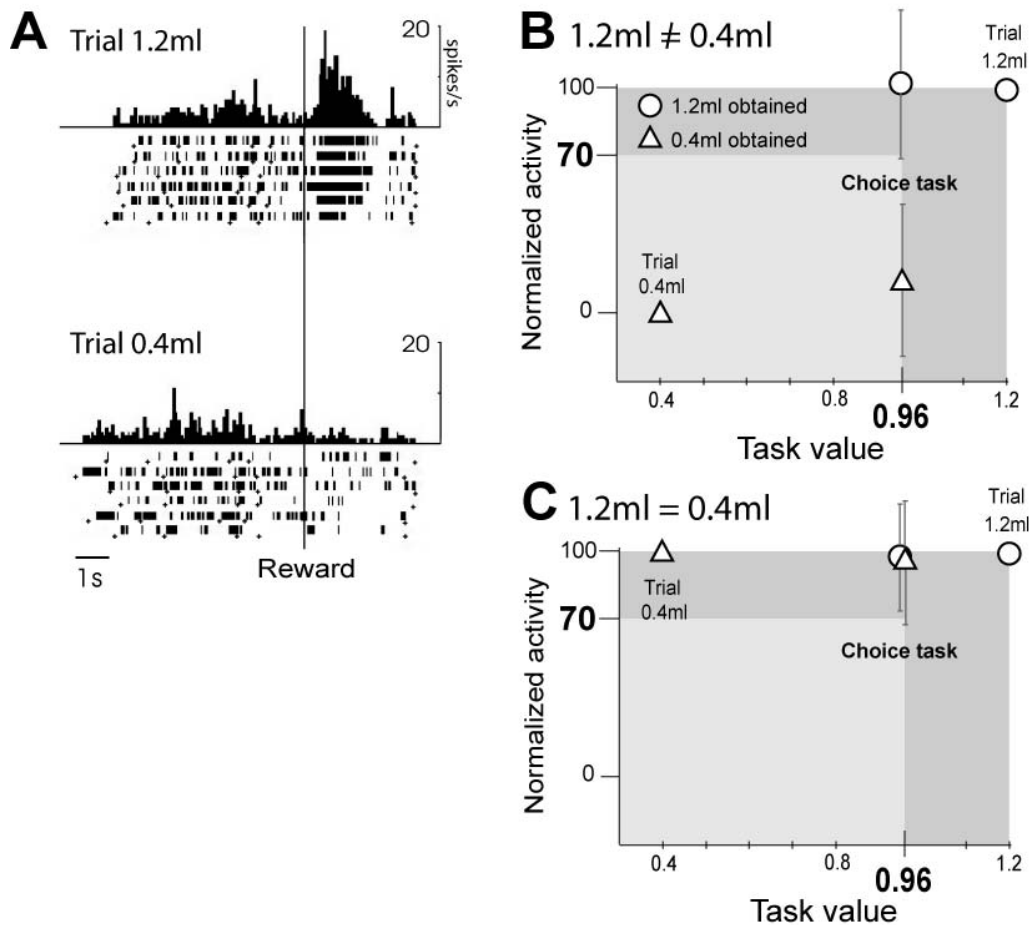 A
Trial 1.2ml
20
spikes/s
Trial 0.4ml
20
1s
Reward
B
1.2ml ≠ 0.4ml
Trial
1.2ml
100
1.2ml obtained
0.4ml obtained
70
Choice task
Normalized activity
Trial
0.4ml
0
0.4
0.8
0.96
1.2
Task value
C
1.2ml = 0.4ml
Trial
1.2ml
100
Trial
0.4ml
70
Choice task
Normalized activity
0
0.4
0.8
0.96
1.2
Task value